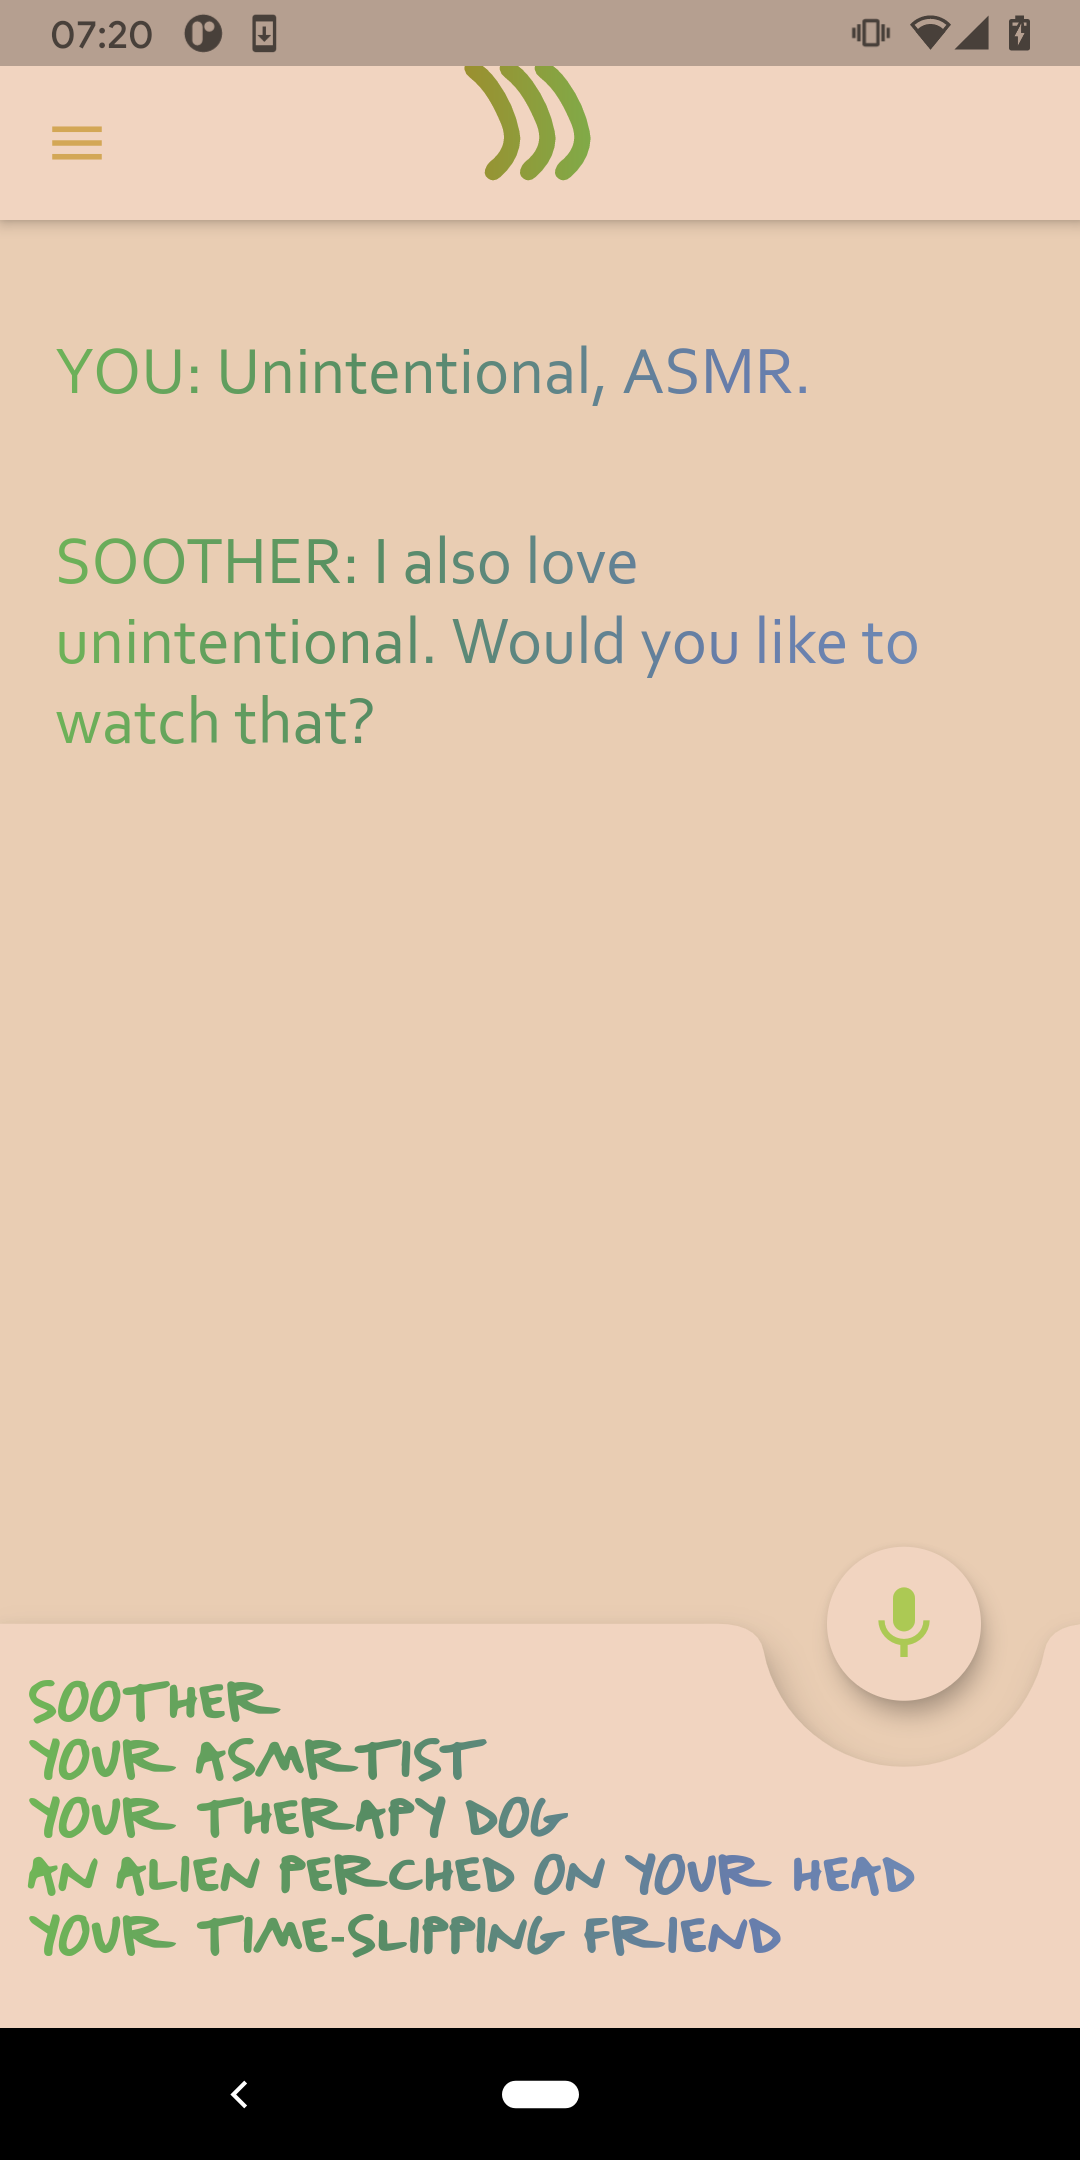 07:20
YOU: Unintentional, ASMR.
SOOTHER: I also love
unintentional. Would you like to
watch that?
SOOTHER
YOUR ASMRTIST
YOUR THERAPY DOG
AN ALIEN PERCHED ON YOUR HEAD
YOUR TIME-SLIPPING FRIEND